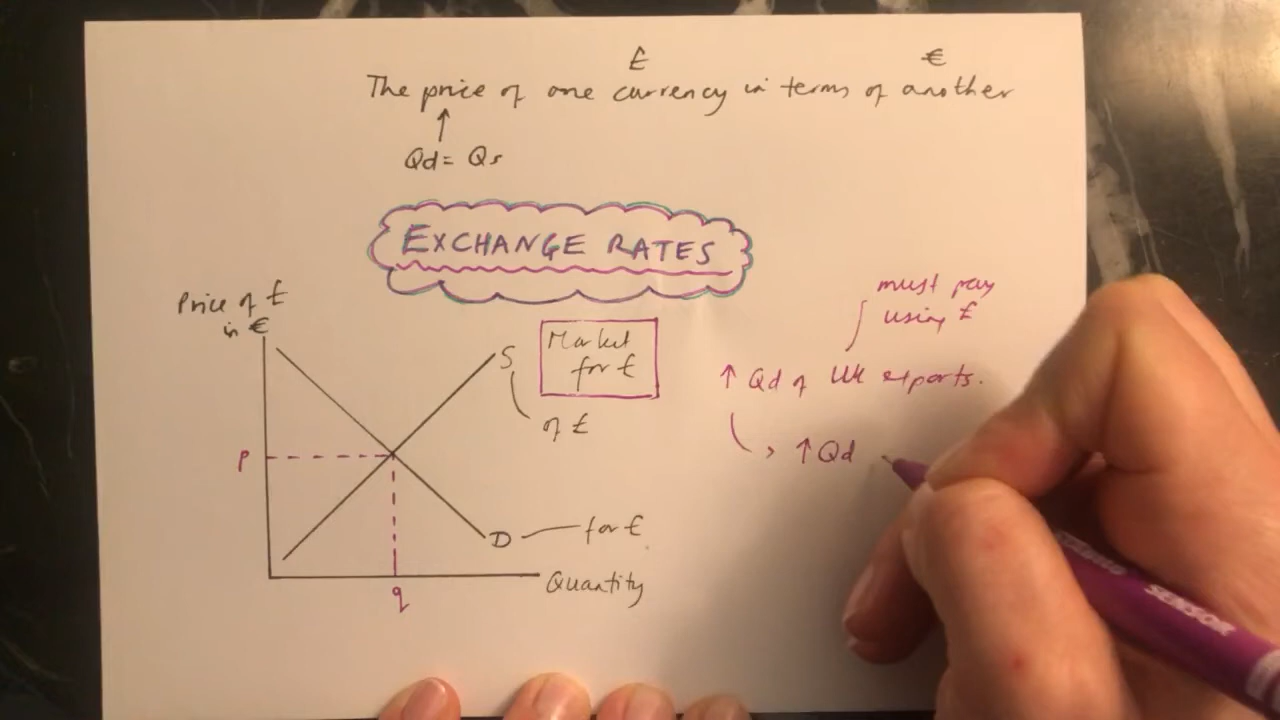 £ €
The price of one currency in terms of another
↑
Qd = Qs
EXCHANGE RATES
Price of £
in €
Market
for £
S
of £
P
D for £
Quantity
q
must pay
using £
↑ Qd of UK exports.
↑ Qd
SENSOR